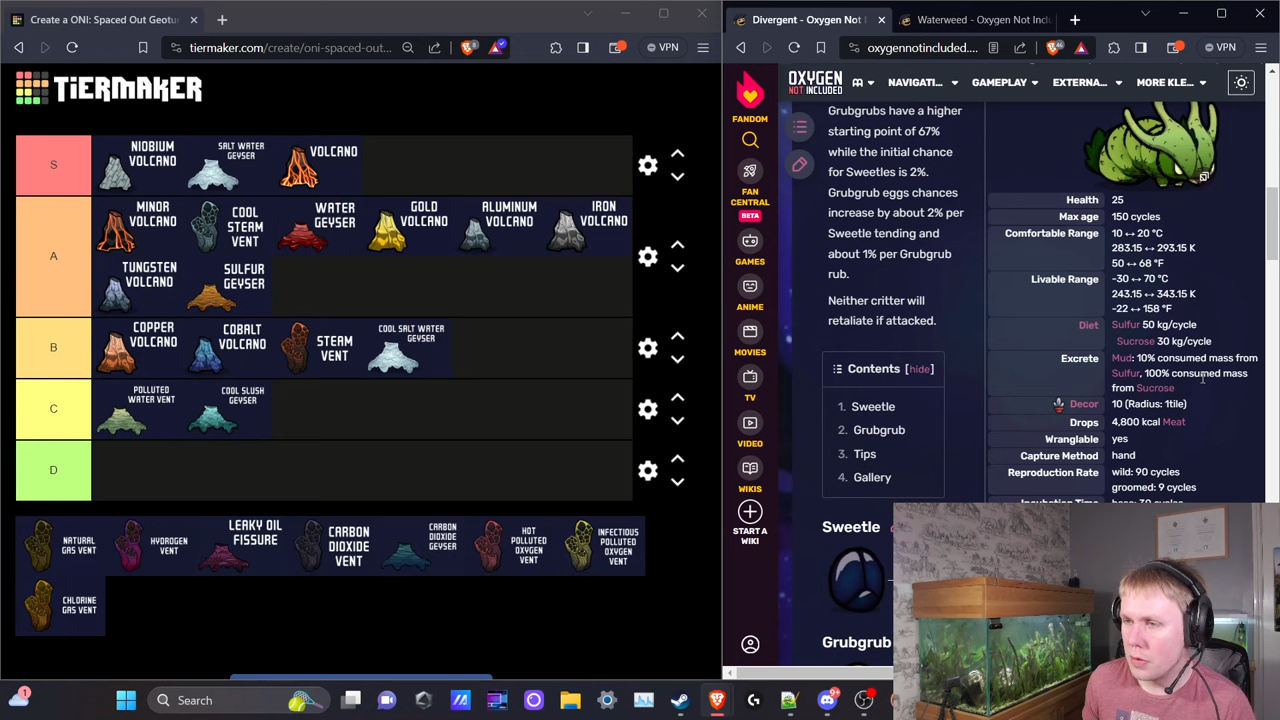 Create a ONI: Spaced Out Geotu
Divergent - Oxygen Not I
Waterweed - Oxygen Not Inclu
tiermaker.com/create/oni-spaced-out...
VPN
oxygennotincluded....
VPN
TIERMAKER
FANDOM
FAN
CENTRAL
BETA
GAMES
ANIME
MOVIES
TV
VIDEO
WIKIS
START A
WIKI
OXYGEN
NOT INCLUDED
NAVIGATI...
GAMEPLAY
EXTERNA...
MORE KLE...
S
NIOBIUM
VOLCANO
SALT WATER
GEYSER
VOLCANO
A
MINOR
VOLCANO
COOL
STEAM
VENT
WATER
GEYSER
GOLD
VOLCANO
ALUMINUM
VOLCANO
IRON
VOLCANO
TUNGSTEN
VOLCANO
SULFUR
GEYSER
B
COPPER
VOLCANO
COBALT
VOLCANO
STEAM
VENT
COOL SALT WATER
GEYSER
C
POLLUTED
WATER VENT
COOL SLUSH
GEYSER
D
NATURAL
GAS VENT
HYDROGEN
VENT
LEAKY OIL
FISSURE
CARBON
DIOXIDE
VENT
CARBON
DIOXIDE
GEYSER
HOT
POLLUTED
OXYGEN
VENT
INFECTIOUS
POLLUTED
OXYGEN
VENT
CHLORINE
GAS VENT
Grubgrubs have a higher
starting point of 67%
while the initial chance
for Sweetles is 2%.
Grubgrub eggs chances
increase by about 2% per
Sweetle tending and
about 1% per Grubgrub
rub.
Neither critter will
retaliate if attacked.
Contents [hide]
1. Sweetle
2. Grubgrub
3. Tips
4. Gallery
Sweetle
Grubgrub
Health 25
Max age 150 cycles
Comfortable Range 10 ↔ 20 °C
283.15 ↔ 293.15 K
50 ↔ 68 °F
Livable Range -30 ↔ 70 °C
243.15 ↔ 343.15 K
-22 ↔ 158 °F
Diet Sulfur 50 kg/cycle
Sucrose 30 kg/cycle
Excrete Mud: 10% consumed mass from
Sulfur, 100% consumed mass
from Sucrose
Decor 10 (Radius: 1tile)
Drops 4,800 kcal Meat
Wranglable yes
Capture Method hand
Reproduction Rate wild: 90 cycles
groomed: 9 cycles
Search